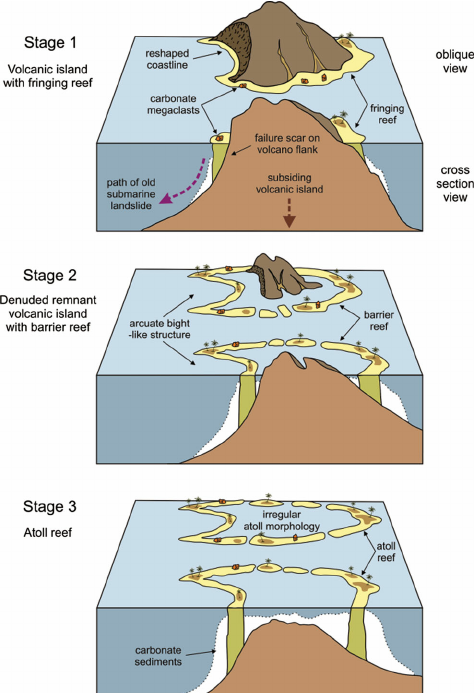 Stage 1
Volcanic island
with fringing reef
reshaped
coastline
oblique
view
carbonate
megaclasts
fringing
reef
failure scar on
volcano flank
path of old
submarine
landslide
subsiding
volcanic island
cross
section
view
Stage 2
Denuded remnant
volcanic island
with barrier reef
arcuate bight
-like structure
barrier
reef
Stage 3
Atoll reef
irregular
atoll morphology
atoll
reef
carbonate
sediments